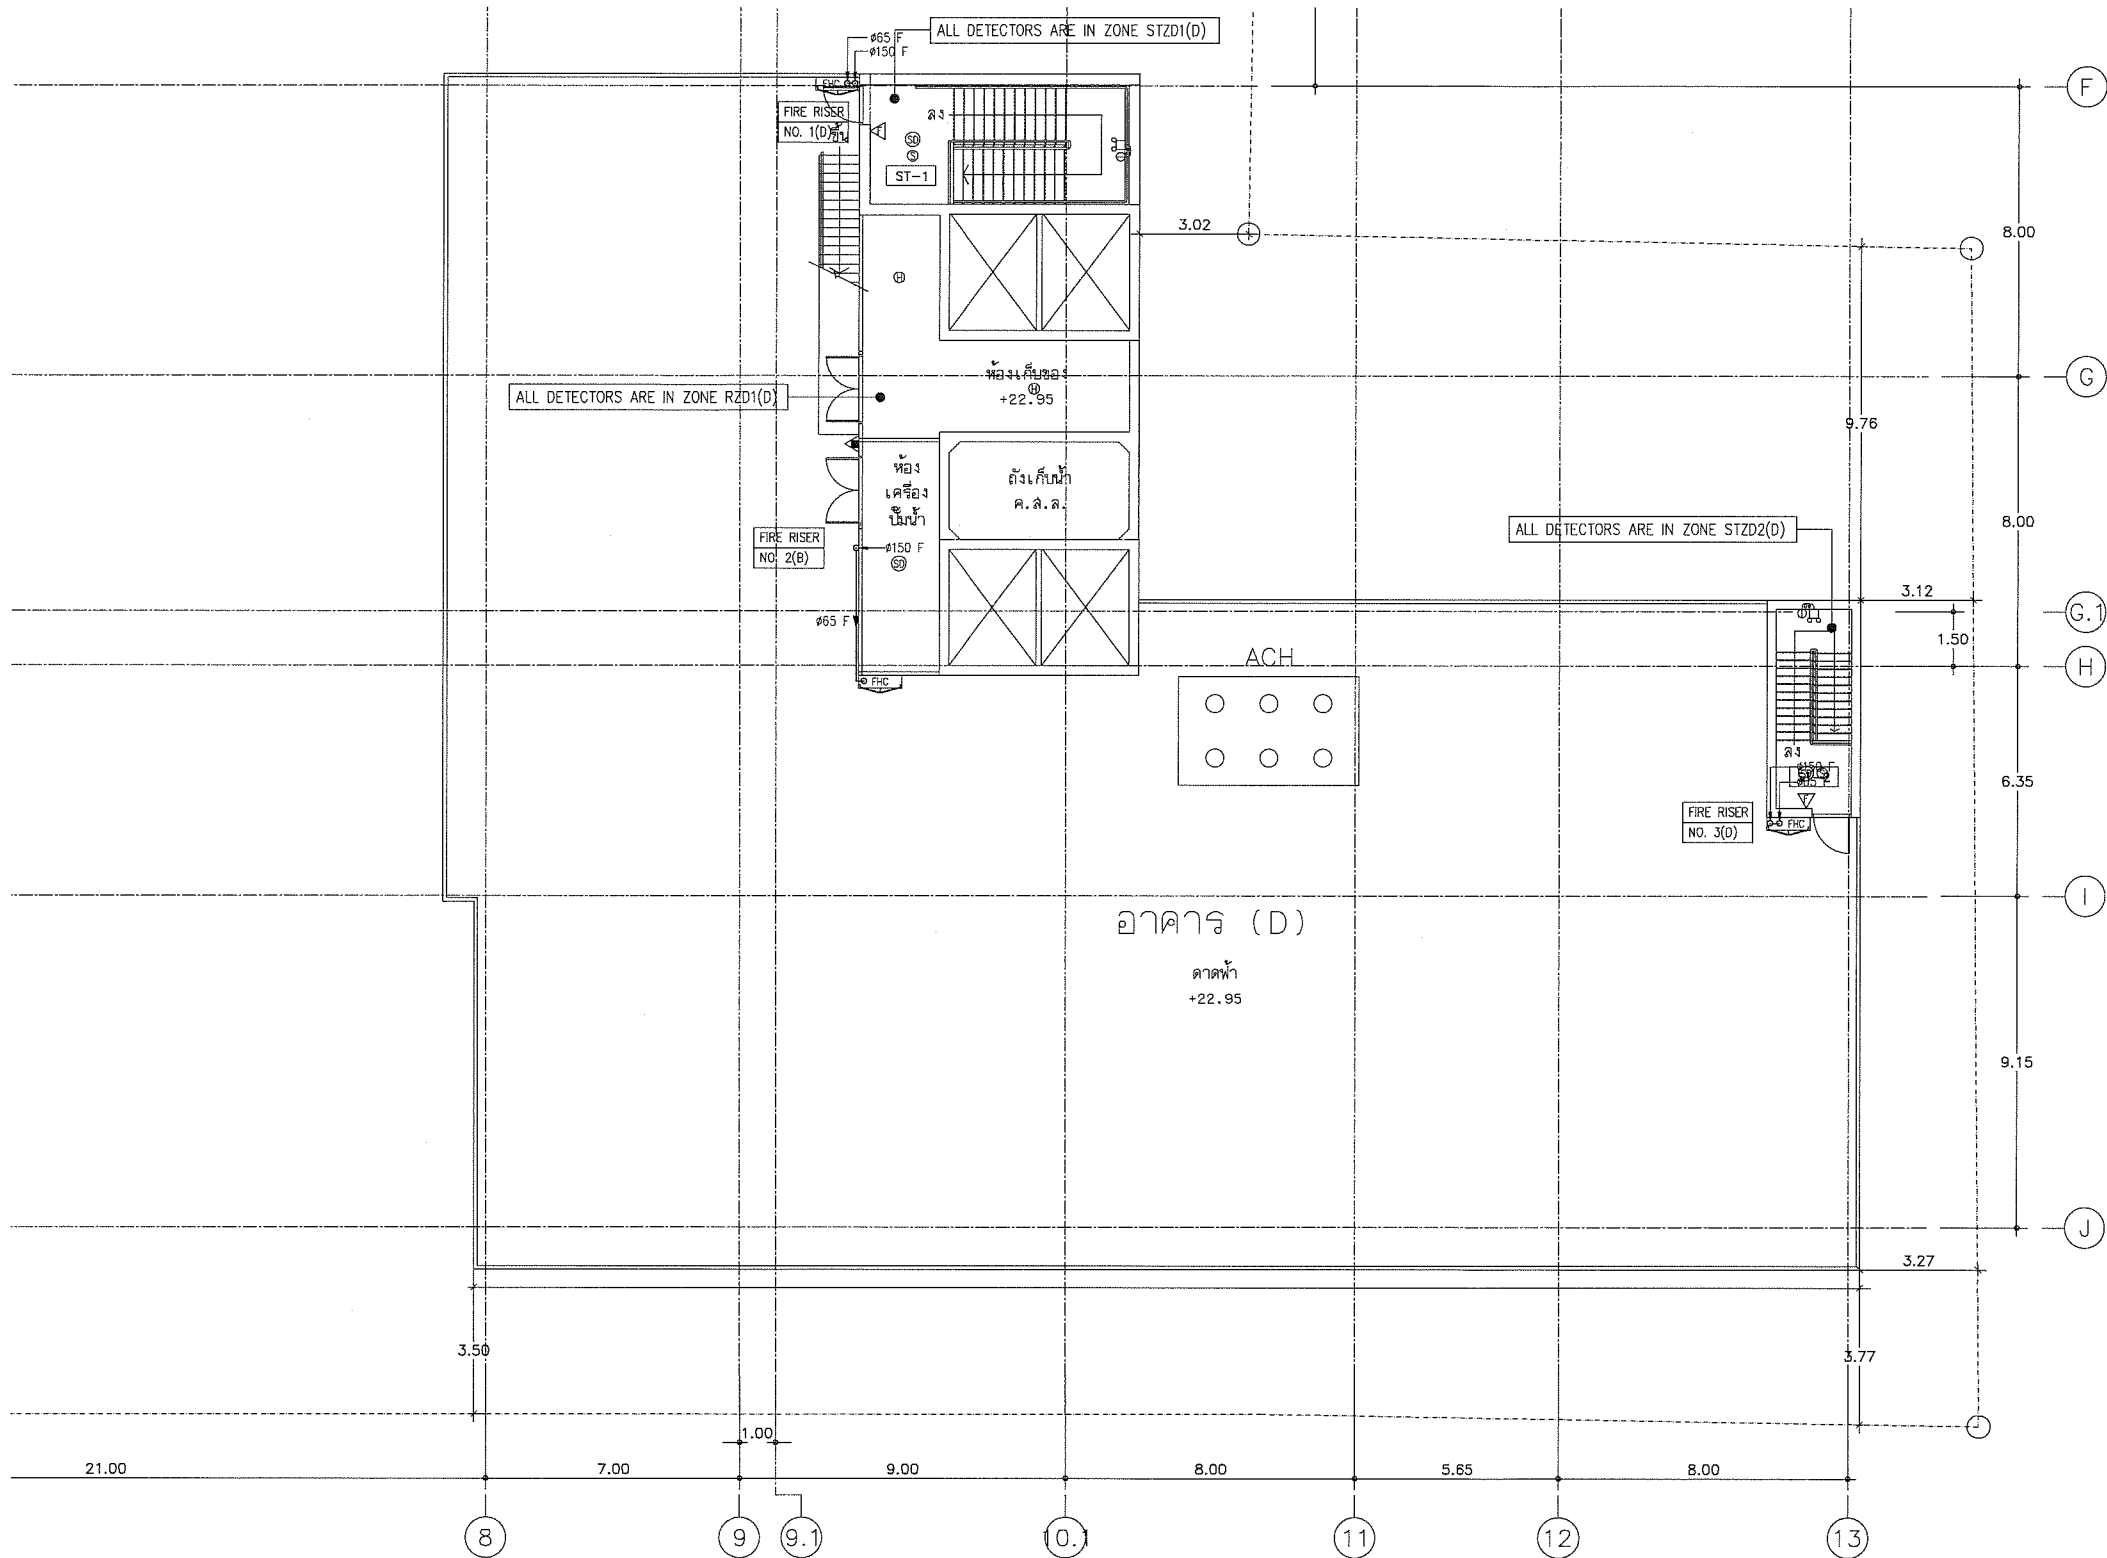 ø65 F
ø150 F
ALL DETECTORS ARE IN ZONE STZD1(D)
FHC
F
FIRE RISER
NO. 1(D)
ขึ้น
F
ลง
SD
S
ST-1
3.02
8.00
H
G
ห้องเก็บของ
H
+22.95
ALL DETECTORS ARE IN ZONE RZD1(D)
9.76
ห้อง
เครื่อง
ปั๊มน้ำ
ถังเก็บน้ำ
ค.ส.ล.
8.00
ALL DETECTORS ARE IN ZONE STZD2(D)
FIRE RISER
NO. 2(B)
ø150 F
SD
3.12
G.1
ø65 F
1.50
ACH
H
FHC
ลง
ø150 F
6.35
F
FIRE RISER
NO. 3(D)
FHC
I
อาคาร (D)
ดาดฟ้า
+22.95
9.15
J
3.27
3.50
3.77
1.00
21.00
7.00
9.00
8.00
5.65
8.00
8
9
9.1
10.1
11
12
13